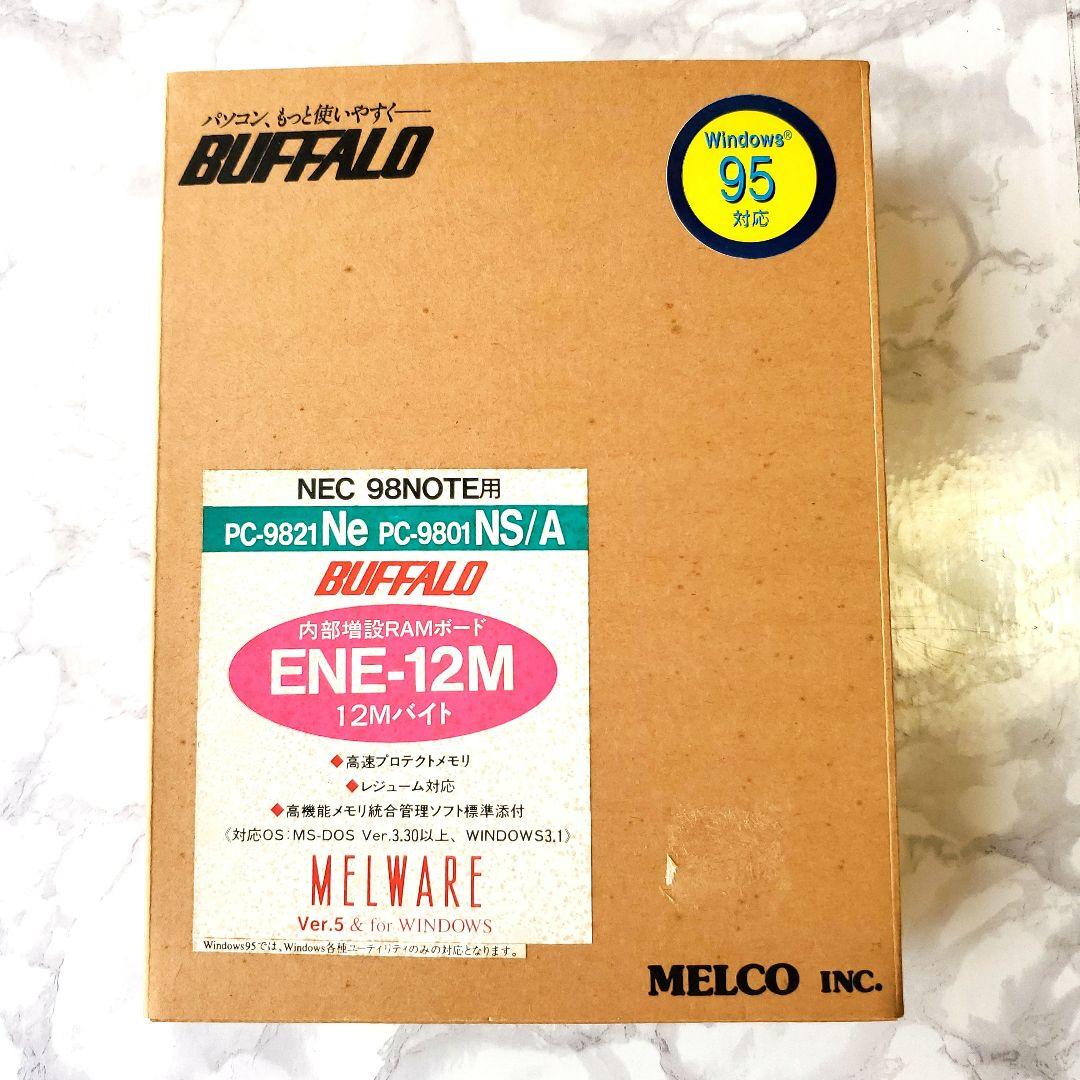 パソコン、もっと使いやすく——
BUFFALO
Windows®
95
対応
NEC 98NOTE用
PC-9821 Ne PC-9801 NS/A
BUFFALO
内部増設RAMボード
ENE-12M
12Mバイト
◆高速プロテクトメモリ
◆レジューム対応
◆高機能メモリ統合管理ソフト標準添付
《対応OS:MS-DOS Ver.3.30以上、WINDOWS3.1》
MELWARE
Ver.5 & for WINDOWS
Windows95では、Windows各種ユーティリティのみの対応となります。
MELCO INC.